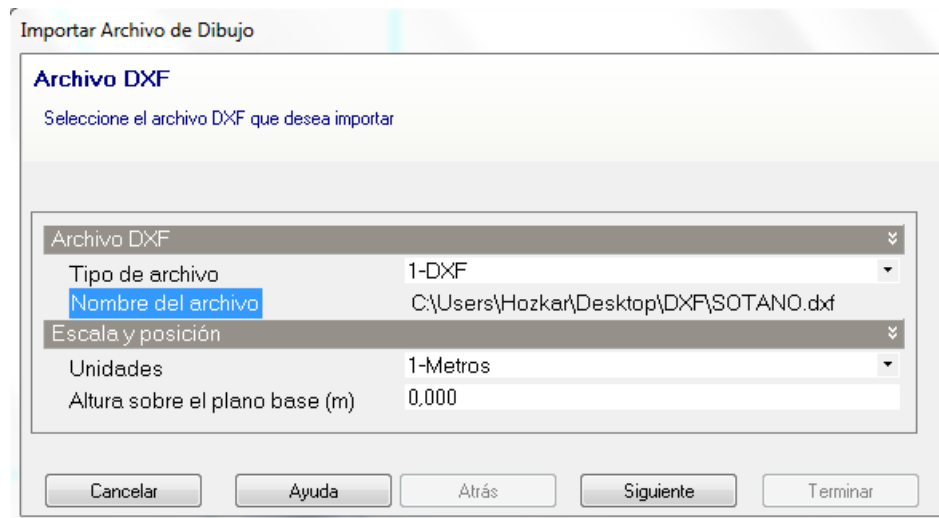 Importar Archivo de Dibujo
Archivo DXF
Seleccione el archivo DXF que desea importar
Archivo DXF
Tipo de archivo 1-DXF
Nombre del archivo C:\Users\Hozkar\Desktop\DXF\SOTANO.dxf
Escala y posición
Unidades 1-Metros
Altura sobre el plano base (m) 0,000
Cancelar Ayuda Atrás Siguiente Terminar